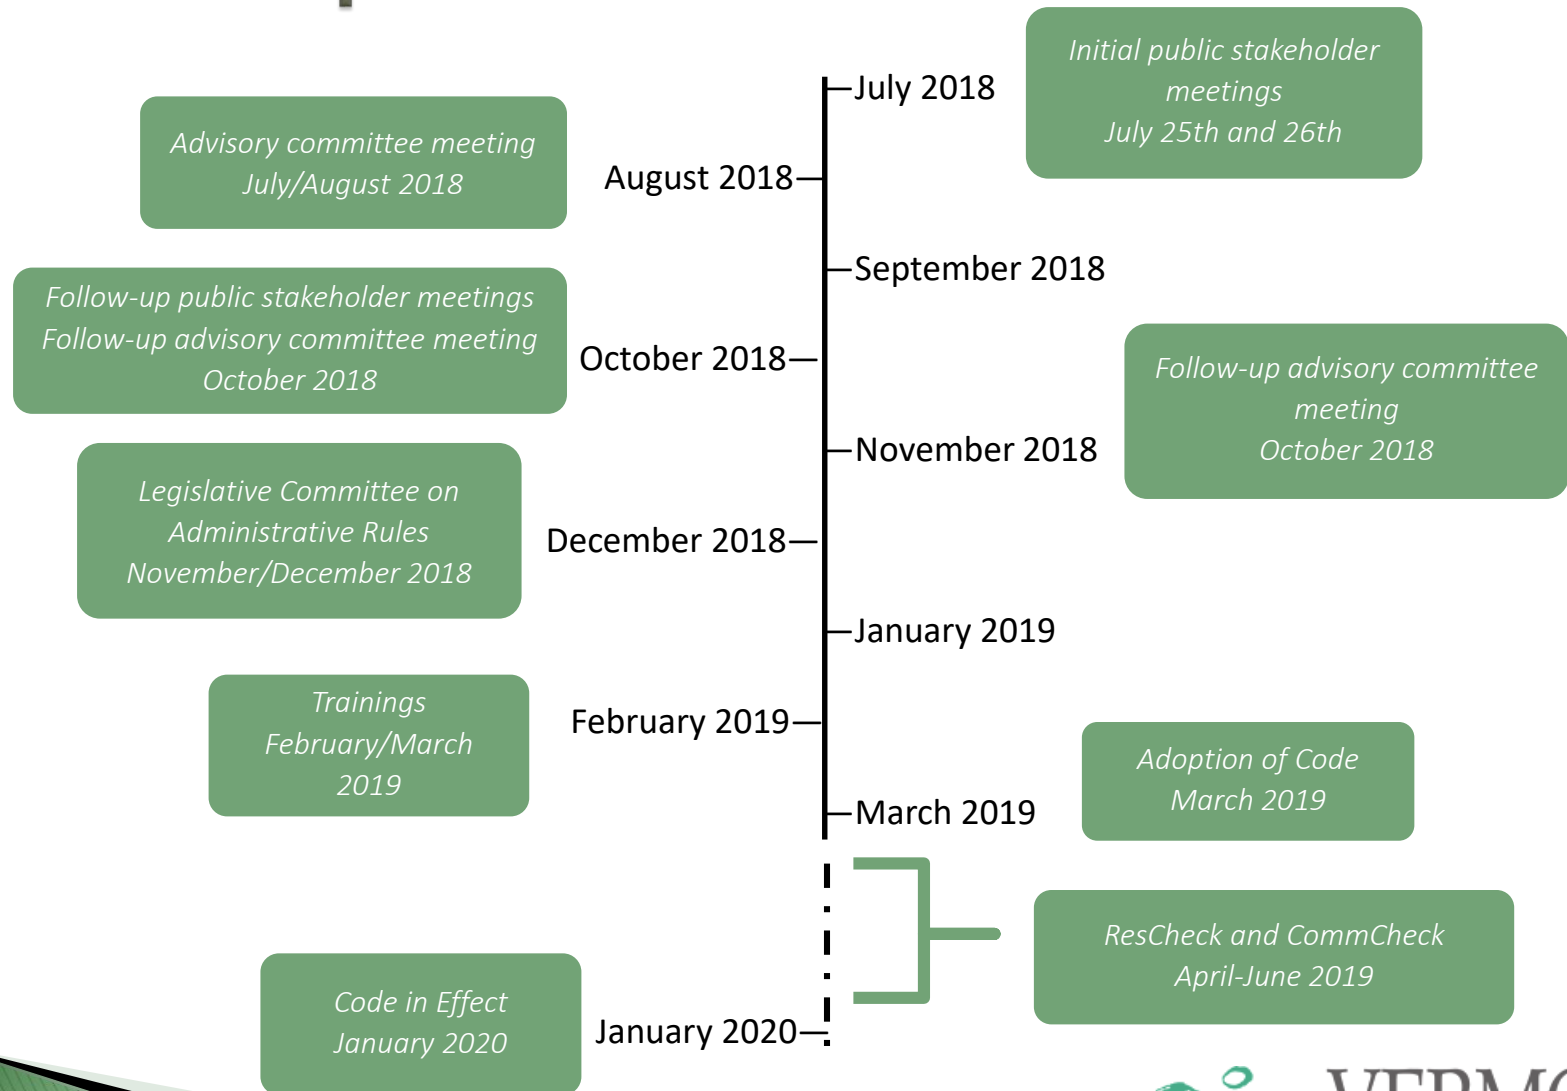 July 2018
Initial public stakeholder
meetings
July 25th and 26th
Advisory committee meeting
July/August 2018
August 2018
September 2018
Follow-up public stakeholder meetings
Follow-up advisory committee meeting
October 2018
October 2018
Follow-up advisory committee
meeting
October 2018
November 2018
Legislative Committee on
Administrative Rules
November/December 2018
December 2018
January 2019
Trainings
February/March
2019
February 2019
Adoption of Code
March 2019
March 2019
ResCheck and CommCheck
April-June 2019
Code in Effect
January 2020
January 2020